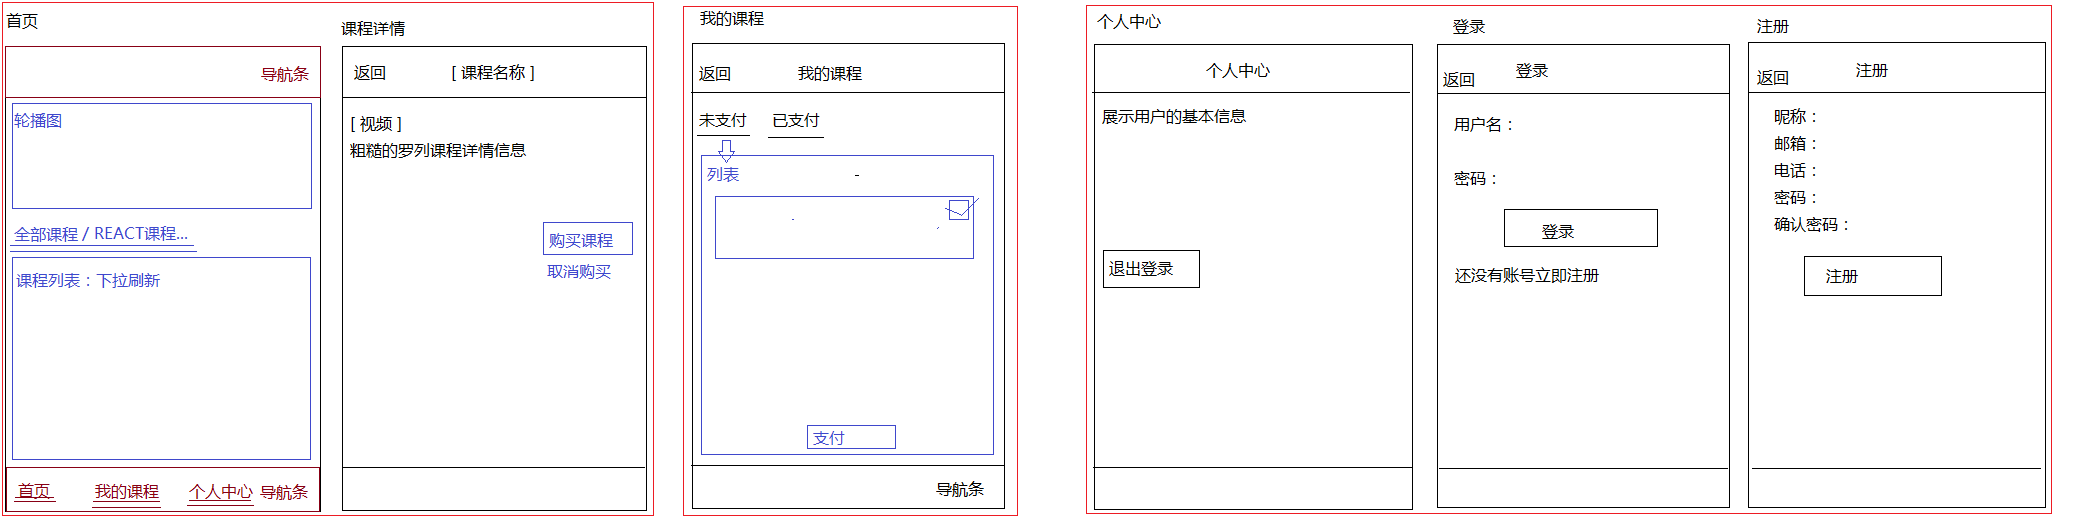 首页
导航条
轮播图
全部课程 / REACT课程...
课程列表：下拉刷新
首页 我的课程 个人中心 导航条
课程详情
返回 [ 课程名称 ]
[ 视频 ]
粗糙的罗列课程详情信息
购买课程
取消购买
我的课程
返回 我的课程
未支付 已支付
列表
支付
导航条
个人中心
个人中心
展示用户的基本信息
退出登录
登录
返回 登录
用户名：
密码：
登录
还没有账号立即注册
注册
返回 注册
昵称：
邮箱：
电话：
密码：
确认密码：
注册